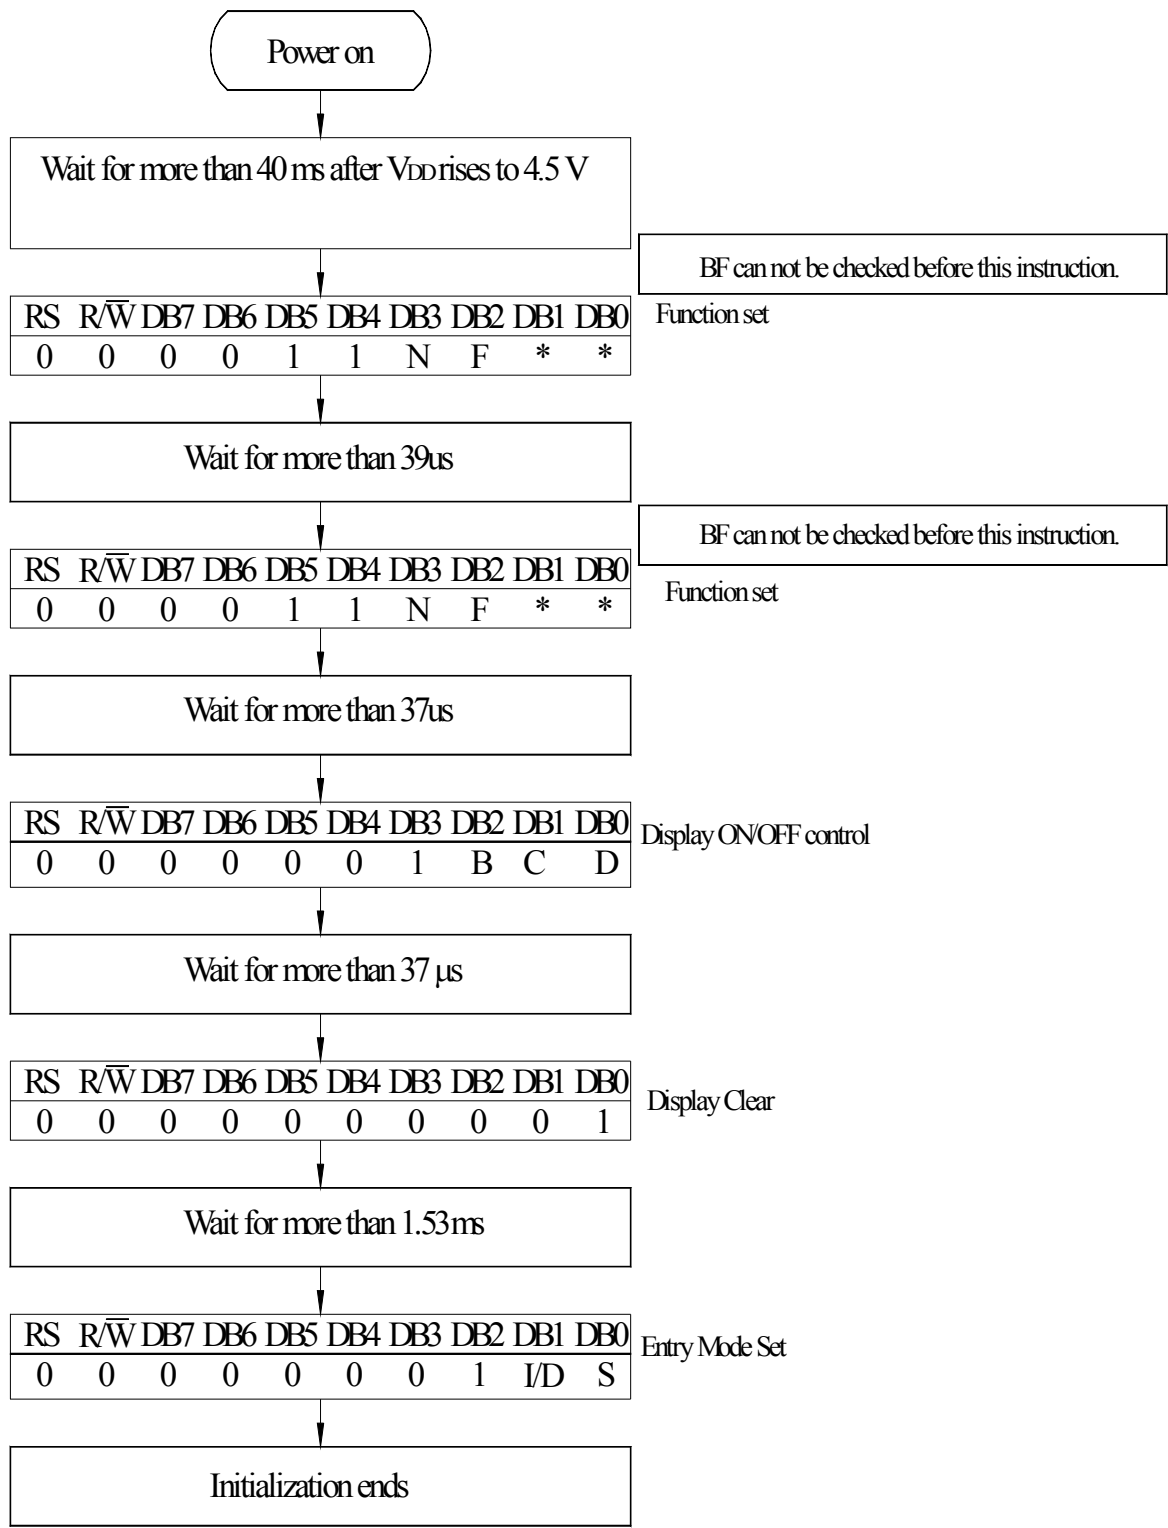 Power on
Wait for more than 40 ms after VDD rises to 4.5 V
BF can not be checked before this instruction.
RS R/W̅ DB7 DB6 DB5 DB4 DB3 DB2 DB1 DB0
Function set
0 0 0 0 1 1 N F * *
Wait for more than 39us
BF can not be checked before this instruction.
RS R/W̅ DB7 DB6 DB5 DB4 DB3 DB2 DB1 DB0
Function set
0 0 0 0 1 1 N F * *
Wait for more than 37us
RS R/W̅ DB7 DB6 DB5 DB4 DB3 DB2 DB1 DB0
Display ON/OFF control
0 0 0 0 0 0 1 B C D
Wait for more than 37 μs
RS R/W̅ DB7 DB6 DB5 DB4 DB3 DB2 DB1 DB0
Display Clear
0 0 0 0 0 0 0 0 0 1
Wait for more than 1.53ms
RS R/W̅ DB7 DB6 DB5 DB4 DB3 DB2 DB1 DB0
Entry Mode Set
0 0 0 0 0 0 0 1 I/D S
Initialization ends